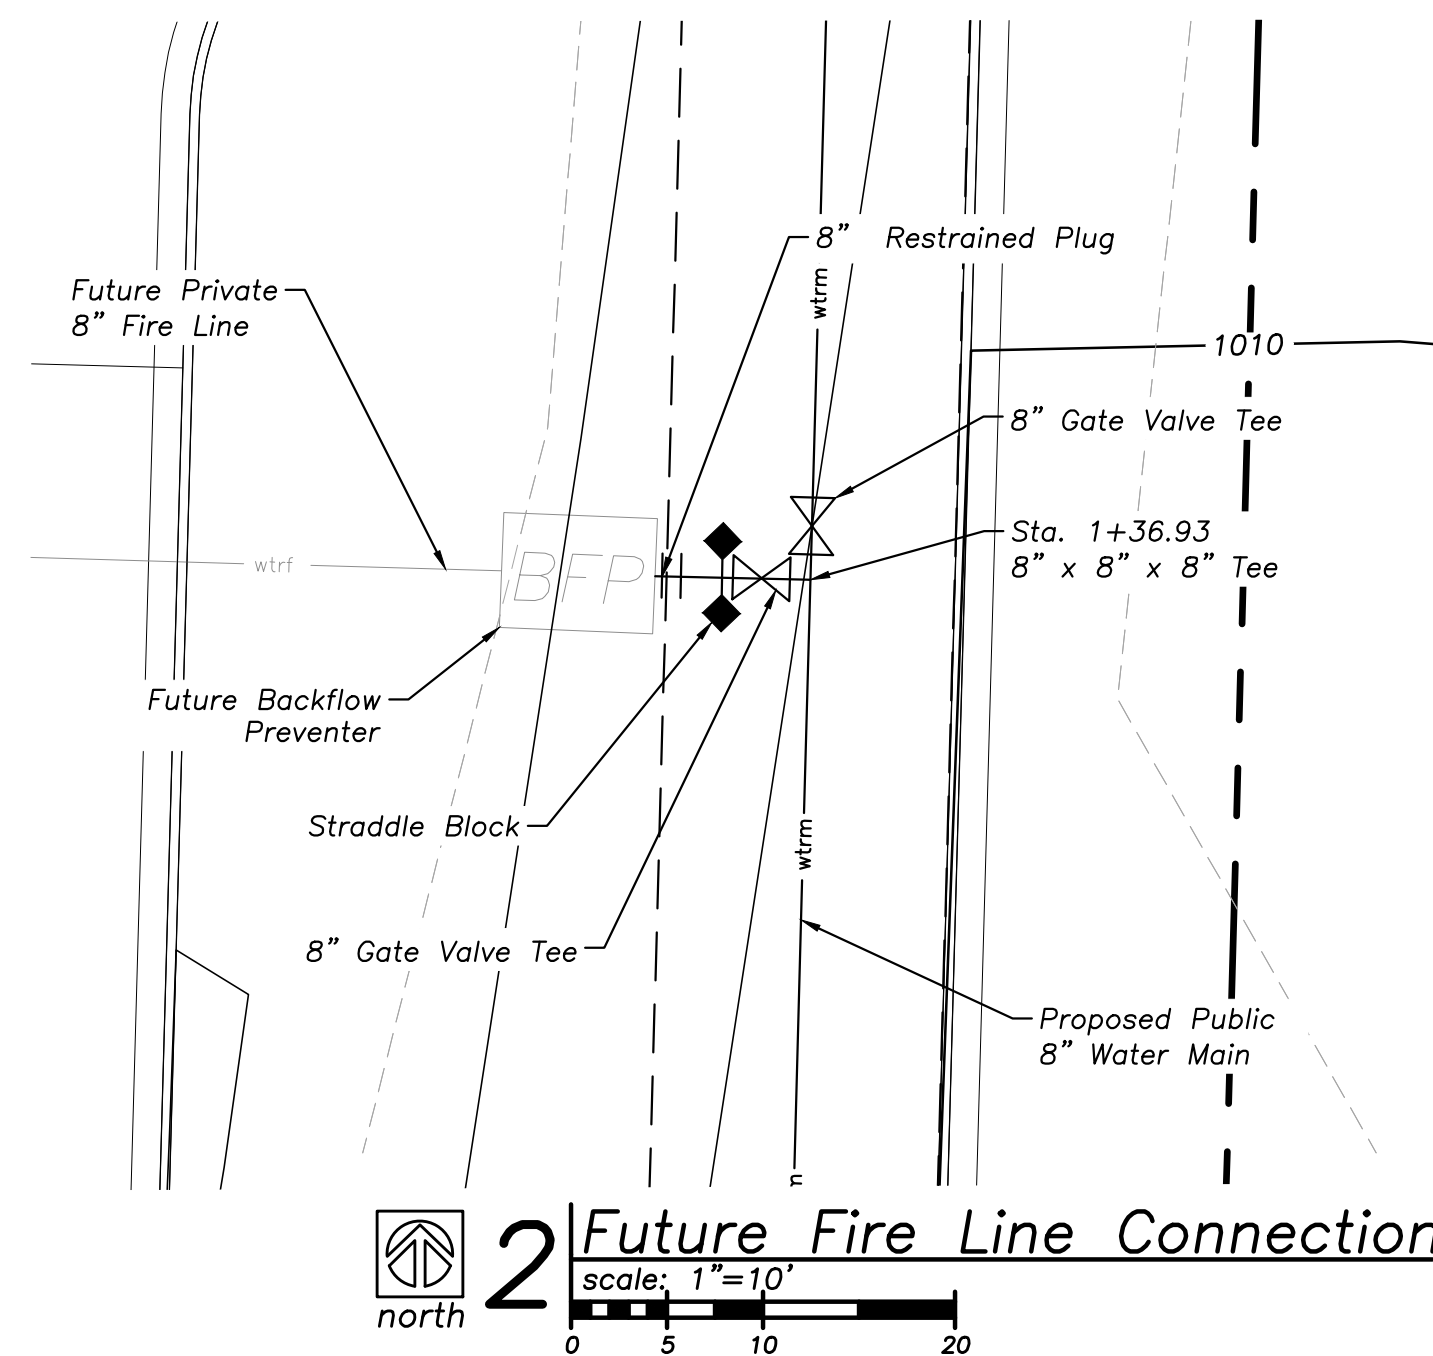 8” Restrained Plug
wtrm
Future Private
8” Fire Line
1010
8” Gate Valve Tee
Sta. 1+36.93
8” x 8” x 8” Tee
wtrf
BFP
Future Backflow
Preventer
Straddle Block
wtrm
8” Gate Valve Tee
Proposed Public
8” Water Main
m
2 Future Fire Line Connection
scale: 1”=10’
north
0 5 10 20